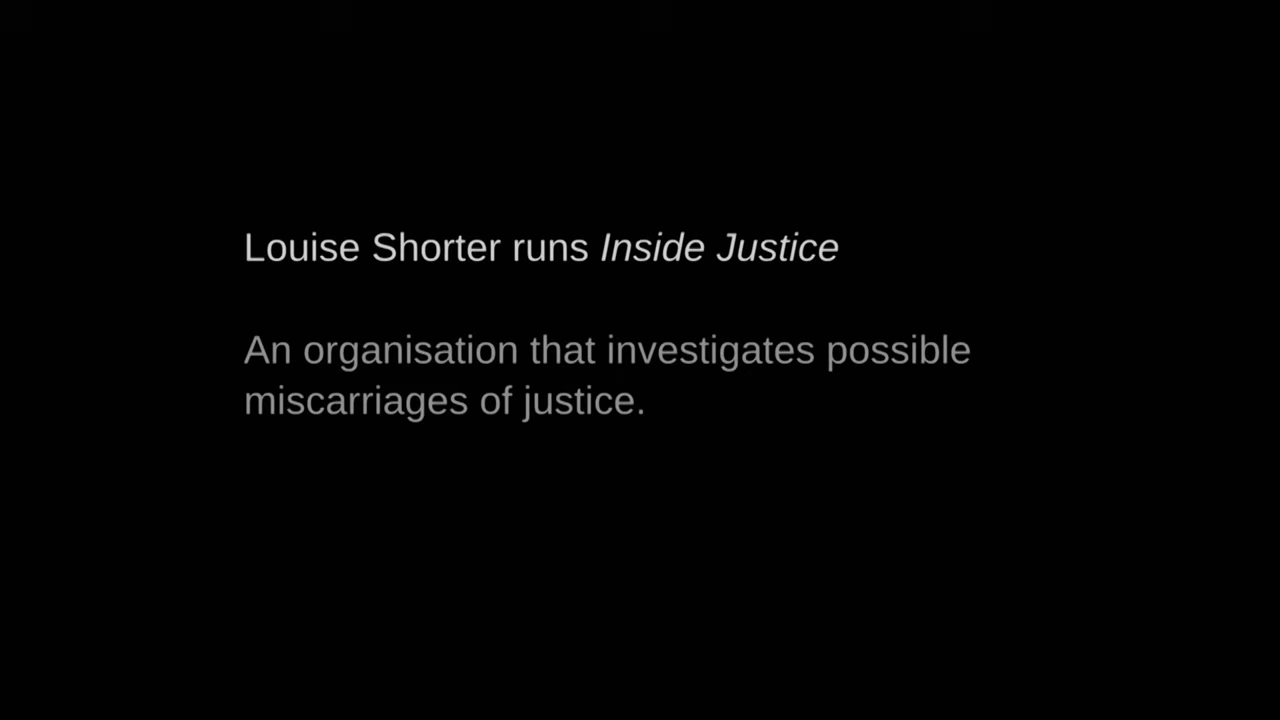 Louise Shorter runs Inside Justice
An organisation that investigates possible
miscarriages of justice.